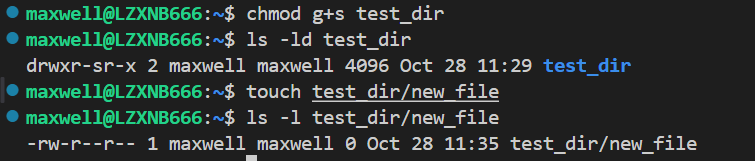 maxwell@LZXNB666:~$ chmod g+s test_dir
maxwell@LZXNB666:~$ ls -ld test_dir
drwxr-sr-x 2 maxwell maxwell 4096 Oct 28 11:29 test_dir
maxwell@LZXNB666:~$ touch test_dir/new_file
maxwell@LZXNB666:~$ ls -l test_dir/new_file
-rw-r--r-- 1 maxwell maxwell 0 Oct 28 11:35 test_dir/new_file